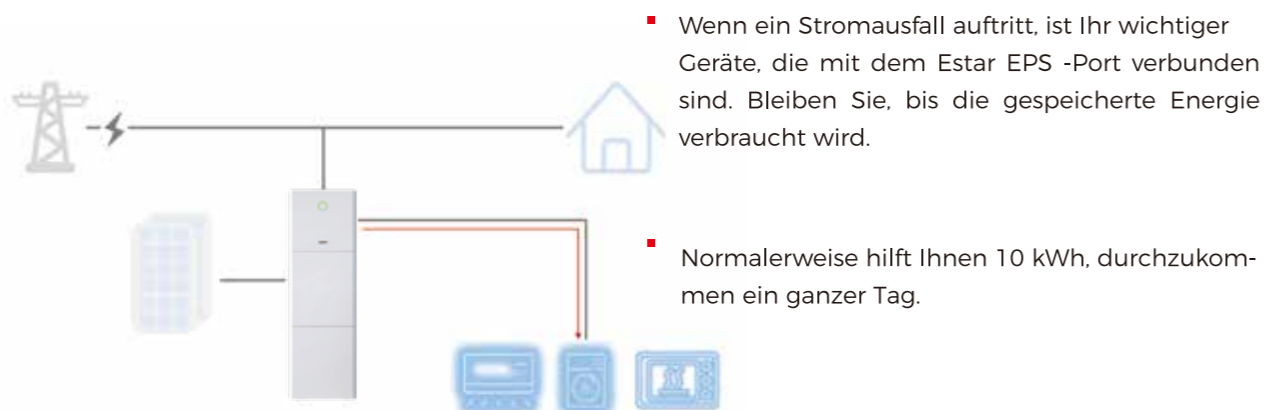 Wenn ein Stromausfall auftritt, ist Ihr wichtiger
Geräte, die mit dem Estar EPS -Port verbunden
sind. Bleiben Sie, bis die gespeicherte Energie
verbraucht wird.
Normalerweise hilft Ihnen 10 kWh, durchzukom-
men ein ganzer Tag.